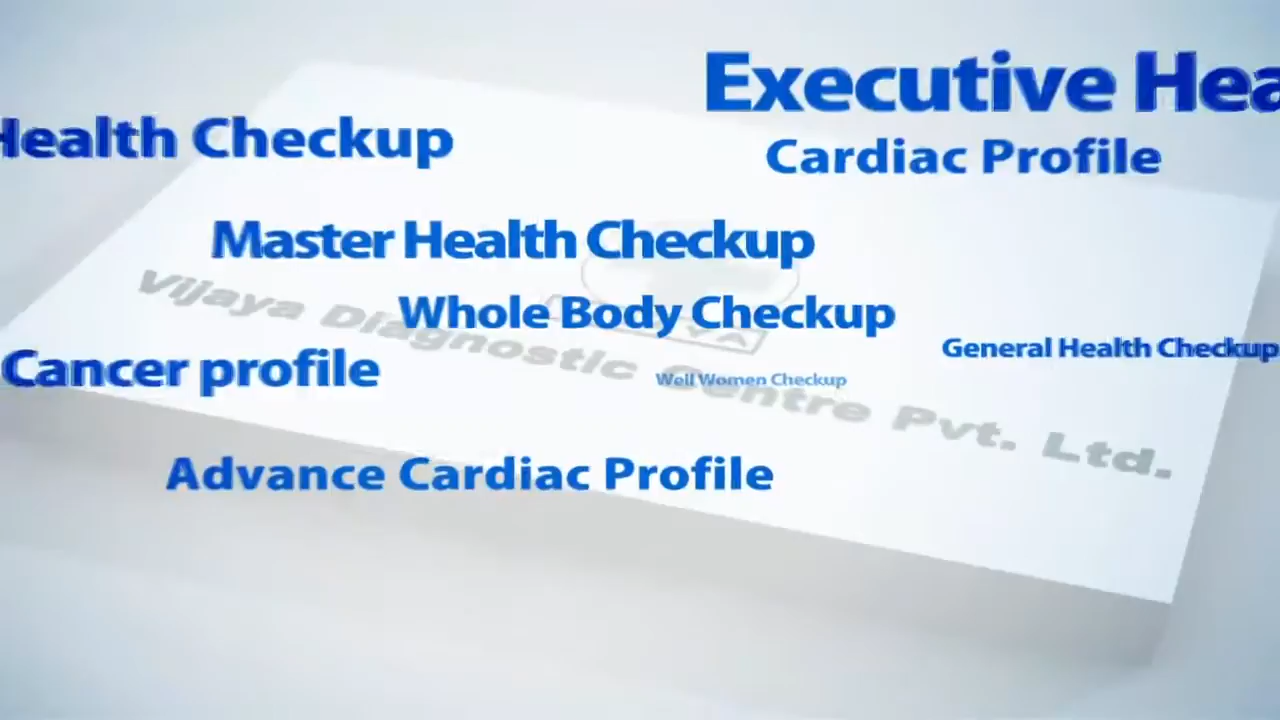 Executive Hea
Health Checkup
Cardiac Profile
Master Health Checkup
Vijaya Diagnostic Centre Pvt. Ltd.
Whole Body Checkup
General Health Checkup
Cancer profile
Well Women Checkup
Advance Cardiac Profile